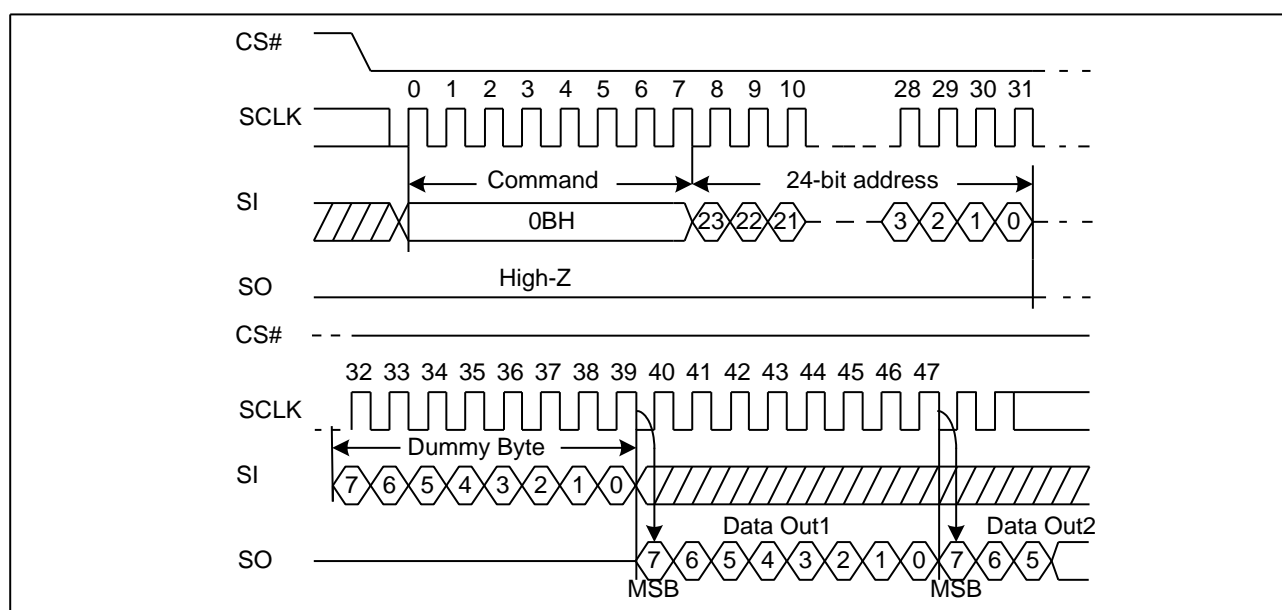 CS#
0 1 2 3 4 5 6 7 8 9 10 28 29 30 31
SCLK
Command 24-bit address
SI
0BH 23 22 21 3 2 1 0
High-Z
SO
CS#
32 33 34 35 36 37 38 39 40 41 42 43 44 45 46 47
SCLK
Dummy Byte
SI
7 6 5 4 3 2 1 0
Data Out1 Data Out2
SO
7 6 5 4 3 2 1 0 7 6 5
MSB MSB